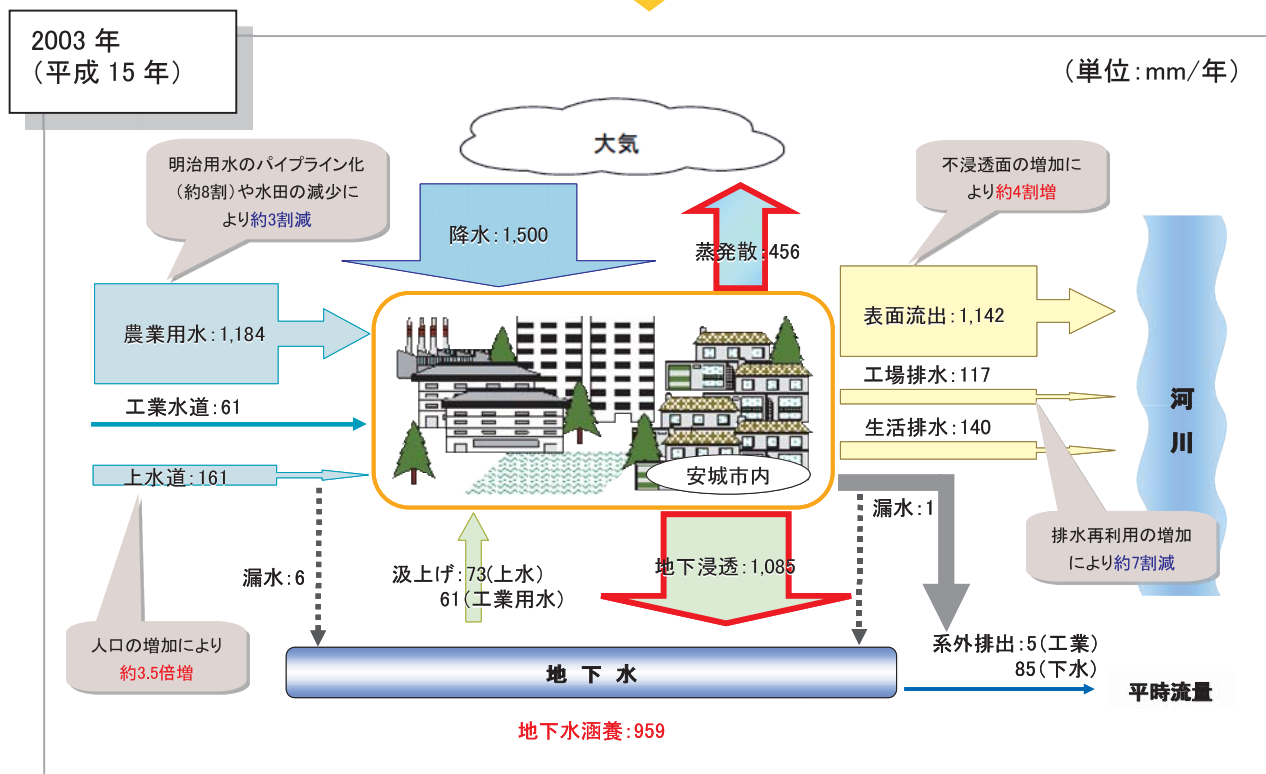 2003 年
（平成 15 年）
（単位：mm/年）
大気
明治用水のパイプライン化
（約8割）や水田の減少に
より約3割減
不浸透面の増加に
より約4割増
降水：1,500
蒸発散：456
農業用水：1,184
表面流出：1,142
工業水道：61
工場排水：117
上水道：161
生活排水：140
河
川
安城市内
漏水：1
漏水：6
汲上げ：73(上水)
61(工業用水)
地下浸透：1,085
排水再利用の増加
により約7割減
人口の増加により
約3.5倍増
系外排出：5(工業)
85(下水)
地 下 水
平時流量
地下水涵養：959